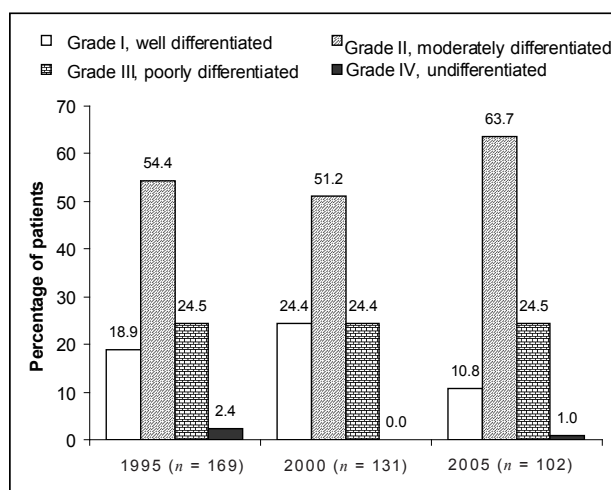 Grade I, well differentiated
Grade II, moderately differentiated
Grade III, poorly differentiated
Grade IV, undifferentiated
Percentage of patients
70
60
50
40
30
20
10
0
18.9
54.4
24.5
2.4
24.4
51.2
24.4
0.0
10.8
63.7
24.5
1.0
1995 (n = 169)
2000 (n = 131)
2005 (n = 102)